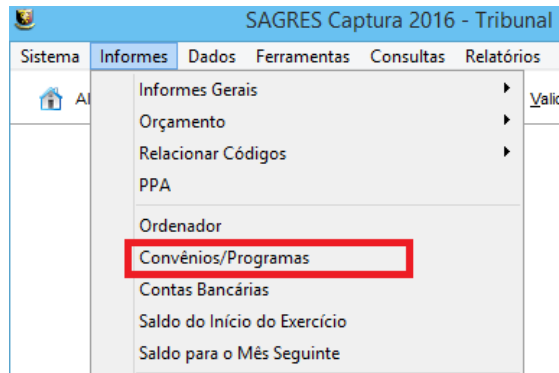 SAGRES Captura 2016 - Tribunal
Sistema Informes Dados Ferramentas Consultas Relatórios
Informes Gerais
Orçamento
Relacionar Códigos
PPA
Ordenador
Convênios/Programas
Contas Bancárias
Saldo do Início do Exercício
Saldo para o Mês Seguinte